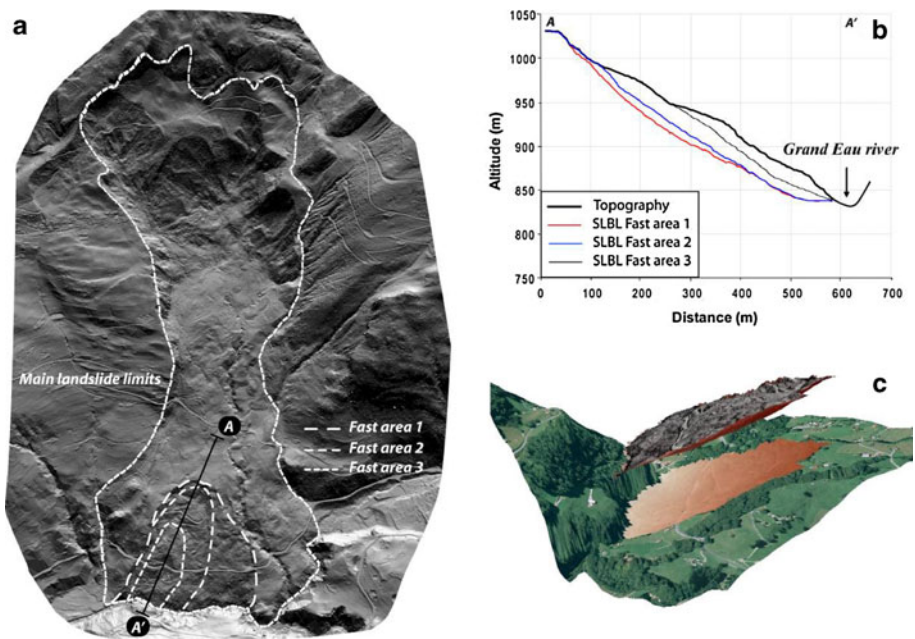 a
Main landslide limits
A
Fast area 1
Fast area 2
Fast area 3
A'
b
A A'
1050
1000
950
900
850
840
750
Altitude (m)
Grand Eau river
Topography
SLBL Fast area 1
SLBL Fast area 2
SLBL Fast area 3
0 100 200 300 400 500 600 700
Distance (m)
c